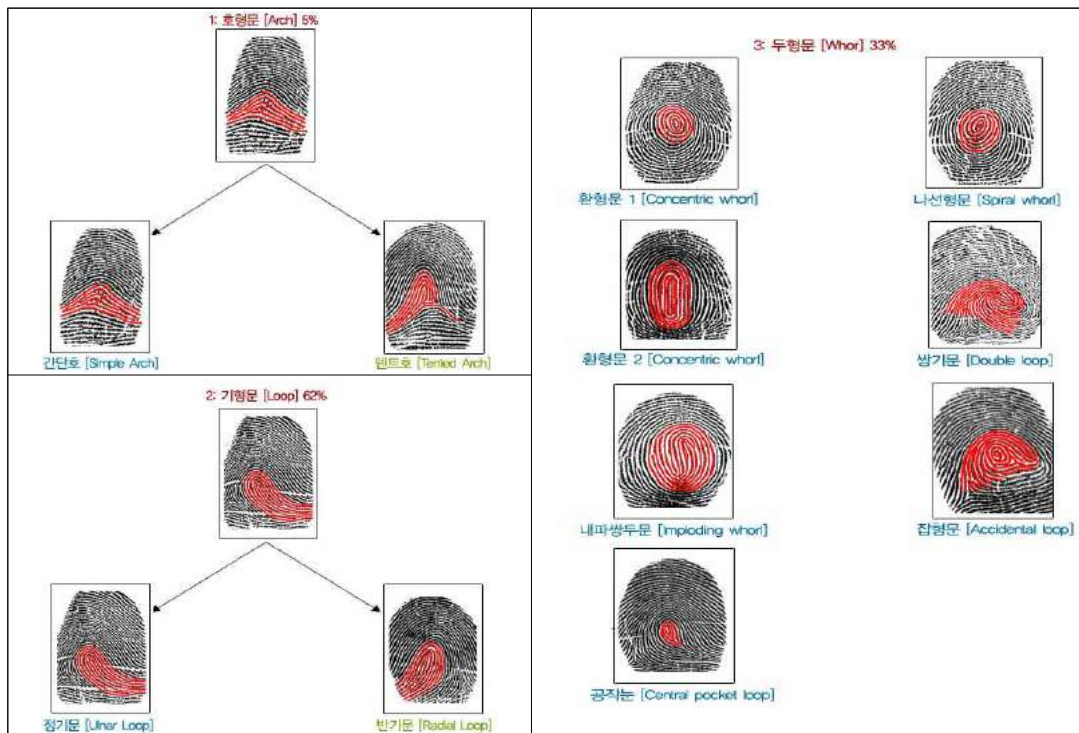 1: 호형문 [Arch] 5%
간단호 [Simple Arch]
텐트호 [Tented Arch]
2: 기형문 [Loop] 62%
정기문 [Ulnar Loop]
반기문 [Radial Loop]
3: 두형문 [Whor] 33%
환형문 1 [Concentric whorl]
나선형문 [Spiral whorl]
환형문 2 [Concentric whorl]
쌍기문 [Double loop]
내파쌍두문 [Imploding whorl]
잡형문 [Accidental loop]
공작눈 [Central pocket loop]